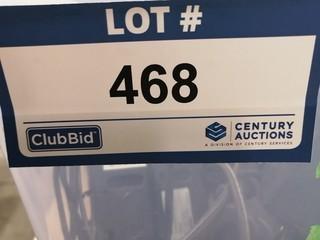 LOT #
468
ClubBid
CENTURY
AUCTIONS
A DIVISION OF CENTURY SERVICES